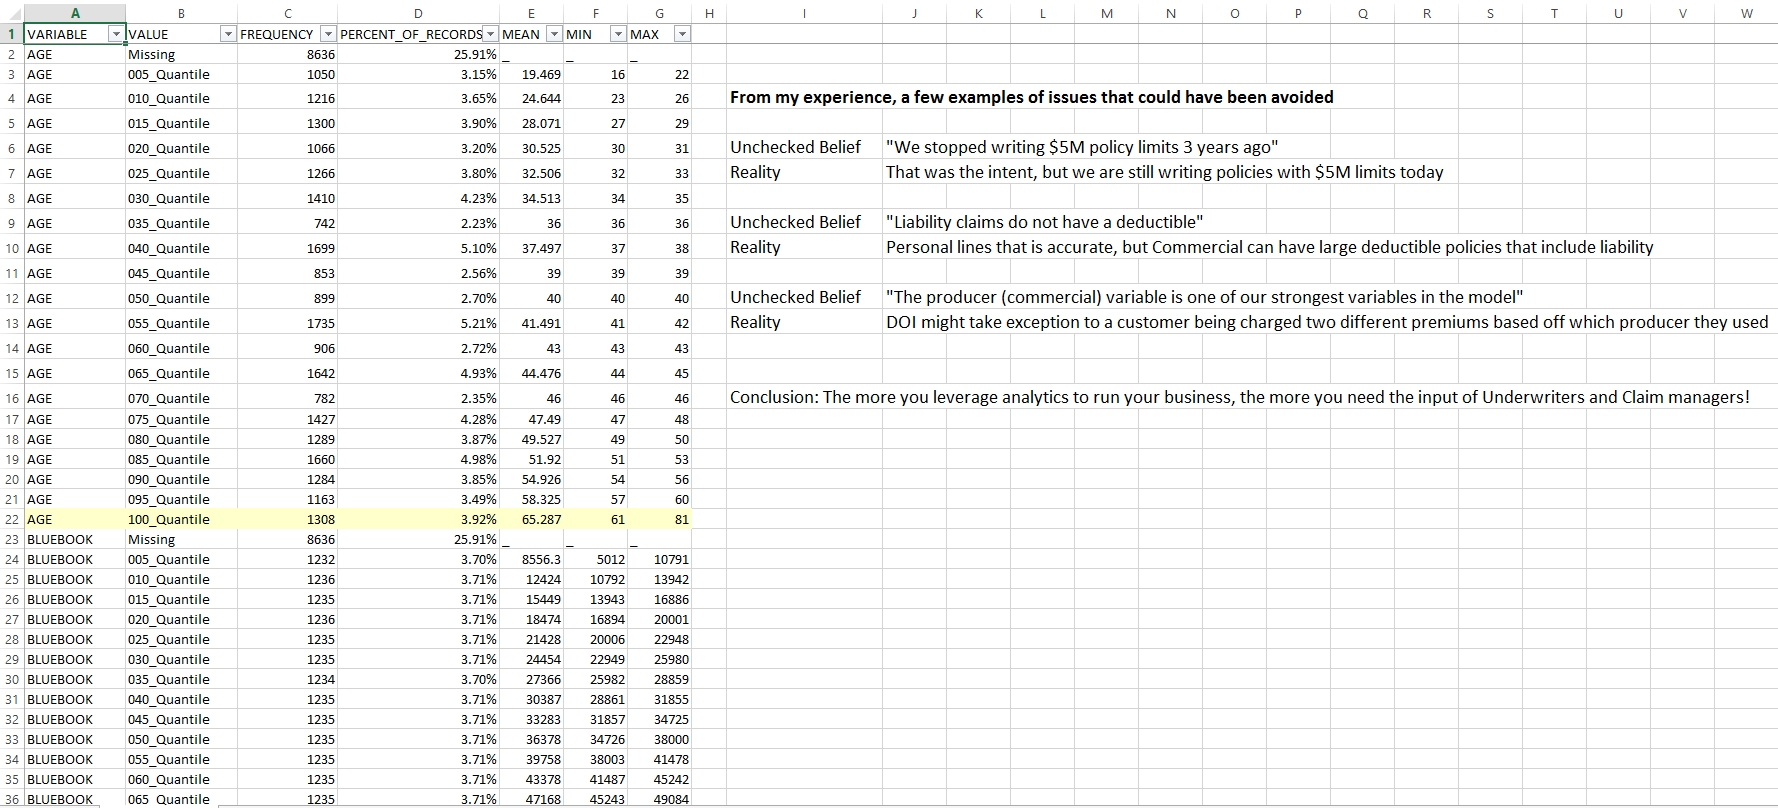 A B C D E F G H I J K L M N O P Q R S T U V W
1 VARIABLE VALUE FREQUENCY PERCENT_OF_RECORDS MEAN MIN MAX
2 AGE Missing 8636 25.91% _ _ _
3 AGE 005_Quantile 1050 3.15% 19.469 16 22
4 AGE 010_Quantile 1216 3.65% 24.644 23 26 From my experience, a few examples of issues that could have been avoided
5 AGE 015_Quantile 1300 3.90% 28.071 27 29
6 AGE 020_Quantile 1066 3.20% 30.525 30 31 Unchecked Belief "We stopped writing $5M policy limits 3 years ago"
7 AGE 025_Quantile 1266 3.80% 32.506 32 33 Reality That was the intent, but we are still writing policies with $5M limits today
8 AGE 030_Quantile 1410 4.23% 34.513 34 35
9 AGE 035_Quantile 742 2.23% 36 36 36 Unchecked Belief "Liability claims do not have a deductible"
10 AGE 040_Quantile 1699 5.10% 37.497 37 38 Reality Personal lines that is accurate, but Commercial can have large deductible policies that include liability
11 AGE 045_Quantile 853 2.56% 39 39 39
12 AGE 050_Quantile 899 2.70% 40 40 40 Unchecked Belief "The producer (commercial) variable is one of our strongest variables in the model"
13 AGE 055_Quantile 1735 5.21% 41.491 41 42 Reality DOI might take exception to a customer being charged two different premiums based off which producer they used
14 AGE 060_Quantile 906 2.72% 43 43 43
15 AGE 065_Quantile 1642 4.93% 44.476 44 45
16 AGE 070_Quantile 782 2.35% 46 46 46 Conclusion: The more you leverage analytics to run your business, the more you need the input of Underwriters and Claim managers!
17 AGE 075_Quantile 1427 4.28% 47.49 47 48
18 AGE 080_Quantile 1289 3.87% 49.527 49 50
19 AGE 085_Quantile 1660 4.98% 51.92 51 53
20 AGE 090_Quantile 1284 3.85% 54.926 54 56
21 AGE 095_Quantile 1163 3.49% 58.325 57 60
22 AGE 100_Quantile 1308 3.92% 65.287 61 81
23 BLUEBOOK Missing 8636 25.91% _ _ _
24 BLUEBOOK 005_Quantile 1232 3.70% 8556.3 5012 10791
25 BLUEBOOK 010_Quantile 1236 3.71% 12424 10792 13942
26 BLUEBOOK 015_Quantile 1235 3.71% 15449 13943 16886
27 BLUEBOOK 020_Quantile 1236 3.71% 18474 16894 20001
28 BLUEBOOK 025_Quantile 1235 3.71% 21428 20006 22948
29 BLUEBOOK 030_Quantile 1235 3.71% 24454 22949 25980
30 BLUEBOOK 035_Quantile 1234 3.70% 27366 25982 28859
31 BLUEBOOK 040_Quantile 1235 3.71% 30387 28861 31855
32 BLUEBOOK 045_Quantile 1235 3.71% 33283 31857 34725
33 BLUEBOOK 050_Quantile 1235 3.71% 36378 34726 38000
34 BLUEBOOK 055_Quantile 1235 3.71% 39758 38003 41478
35 BLUEBOOK 060_Quantile 1235 3.71% 43378 41487 45242
36 BLUEBOOK 065_Quantile 1235 3.71% 47168 45243 49084